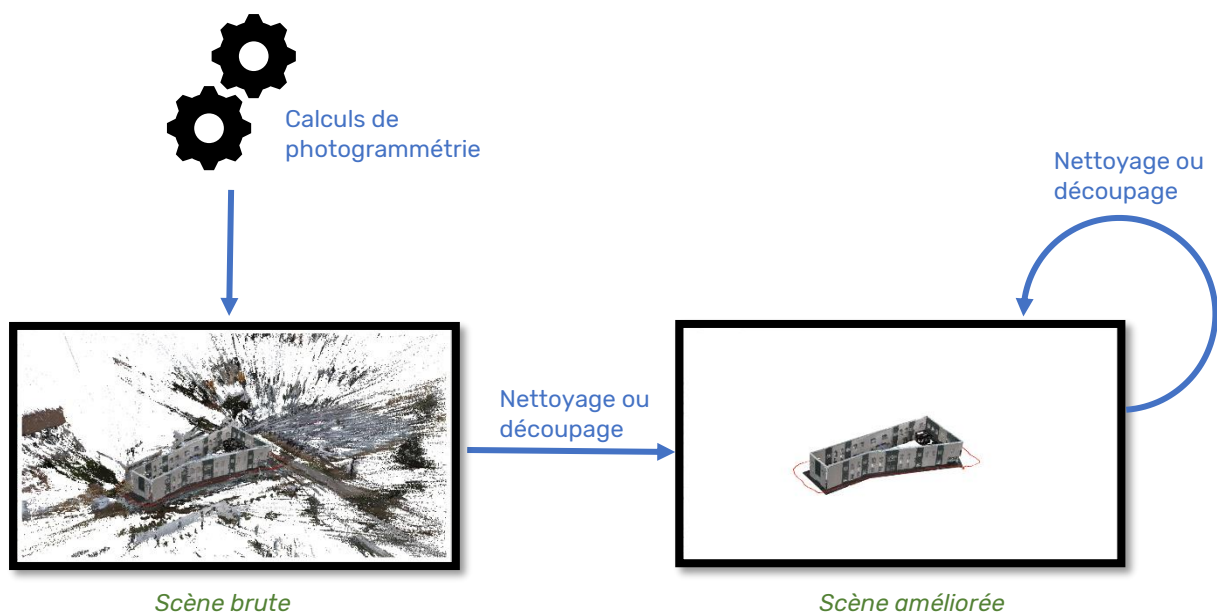 Calculs de
photogrammétrie
Nettoyage ou
découpage
Nettoyage ou
découpage
Scène brute
Scène améliorée